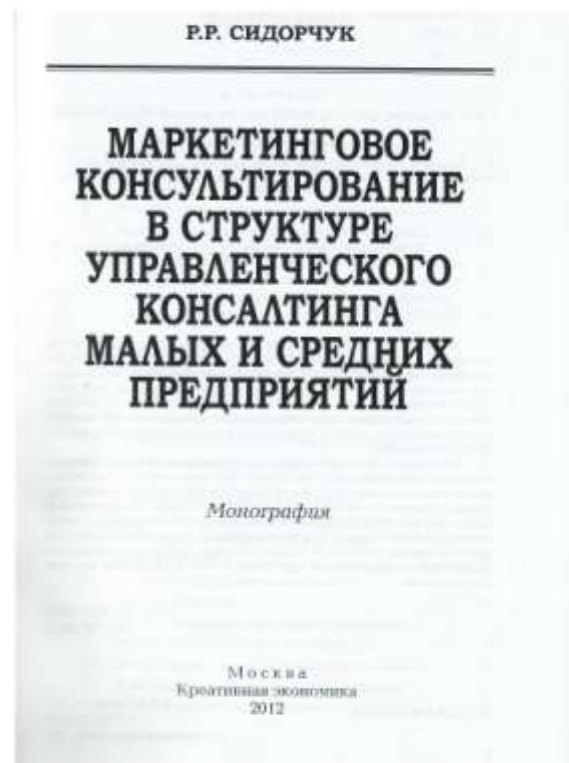 Р.Р. СИДОРЧУК
МАРКЕТИНГОВОЕ
КОНСУЛЬТИРОВАНИЕ
В СТРУКТУРЕ
УПРАВЛЕНЧЕСКОГО
КОНСАЛТИНГА
МАЛЫХ И СРЕДНИХ
ПРЕДПРИЯТИЙ
Монография
Москва
Креативная экономика
2012